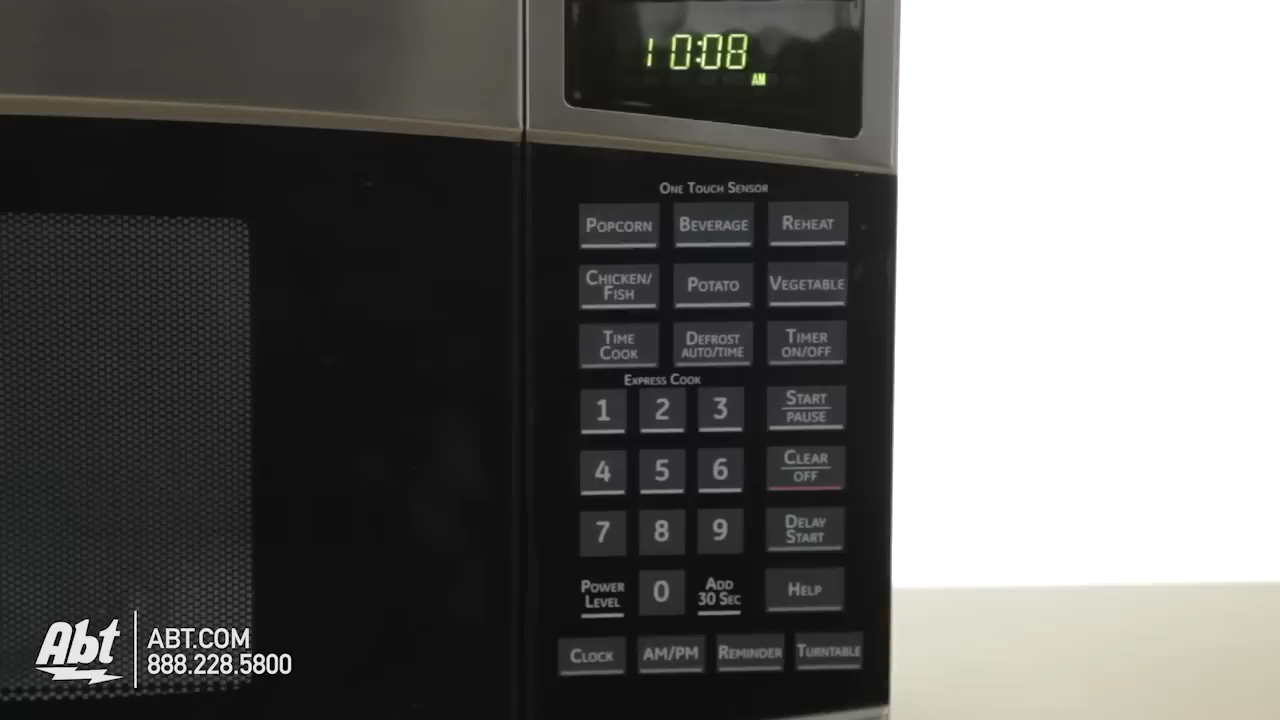 10:08
AM
ONE TOUCH SENSOR
POPCORN BEVERAGE REHEAT
CHICKEN/
FISH
POTATO
VEGETABLE
TIME
COOK
DEFROST
AUTO/TIME
TIMER
ON/OFF
EXPRESS COOK
1 2 3
START
PAUSE
4 5 6
CLEAR
OFF
7 8 9
DELAY
START
POWER
LEVEL
0
ADD
30 SEC
HELP
CLOCK AM/PM REMINDER TURNTABLE
Abt
ABT.COM
888.228.5800